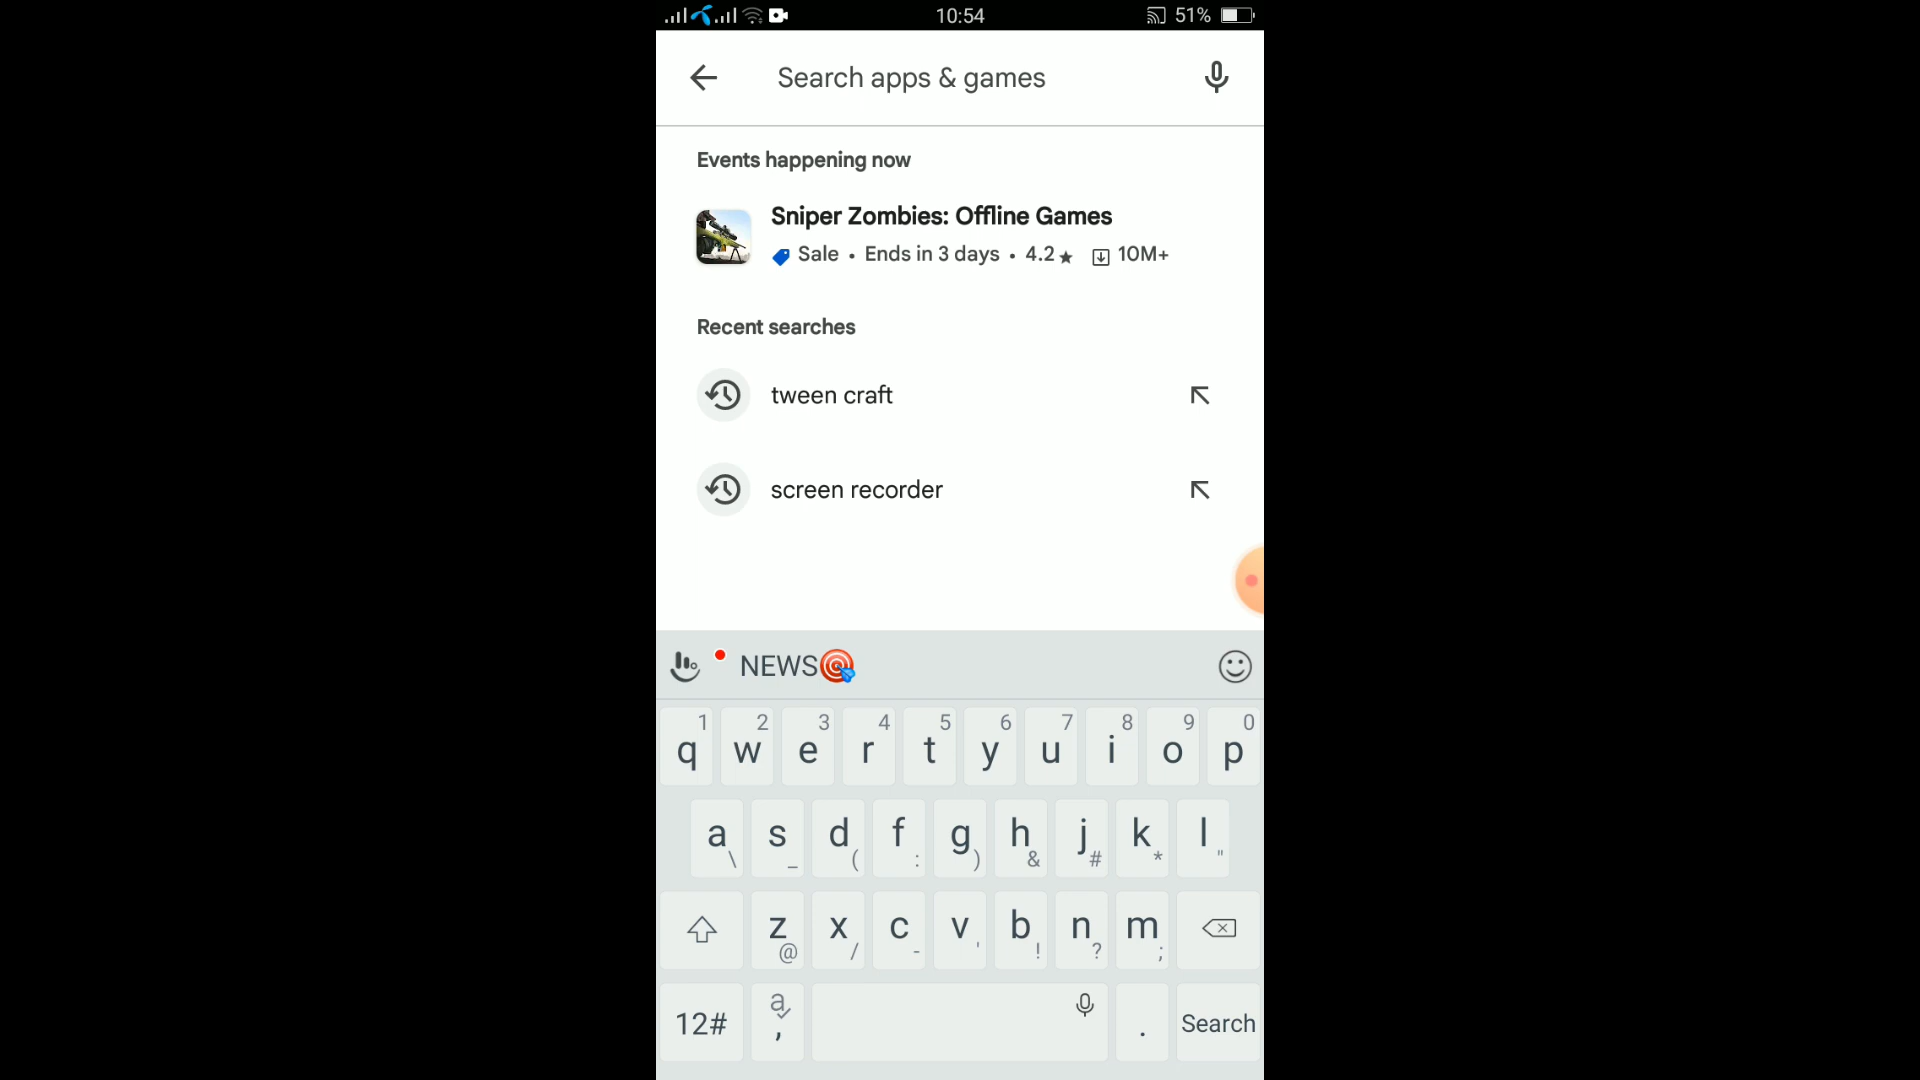 10:54 51%
Search apps & games
Events happening now
Sniper Zombies: Offline Games
Sale • Ends in 3 days • 4.2★ 10M+
Recent searches
tween craft
screen recorder
NEWS🎯
1 2 3 4 5 6 7 8 9 0
q w e r t y u i o p
a s d f g h j k l
\ _ ( : ) & # * "
z x c v b n m
@ / - ' ! ? ;
12# a , . Search